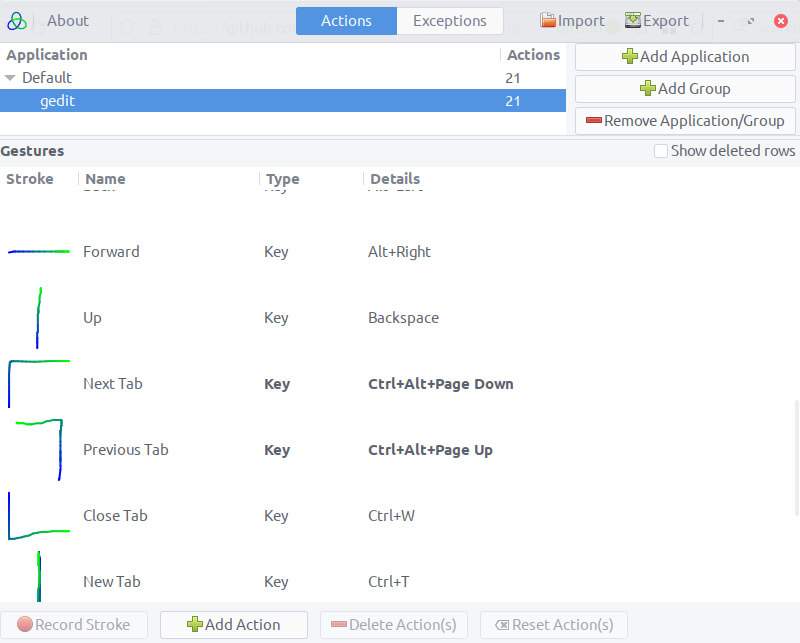 About Actions Exceptions Import Export
Application Actions
Default 21
gedit 21
Add Application
Add Group
Remove Application/Group
Gestures Show deleted rows
Stroke Name Type Details
Forward Key Alt+Right
Up Key Backspace
Next Tab Key Ctrl+Alt+Page Down
Previous Tab Key Ctrl+Alt+Page Up
Close Tab Key Ctrl+W
New Tab Key Ctrl+T
Record Stroke Add Action Delete Action(s) Reset Action(s)